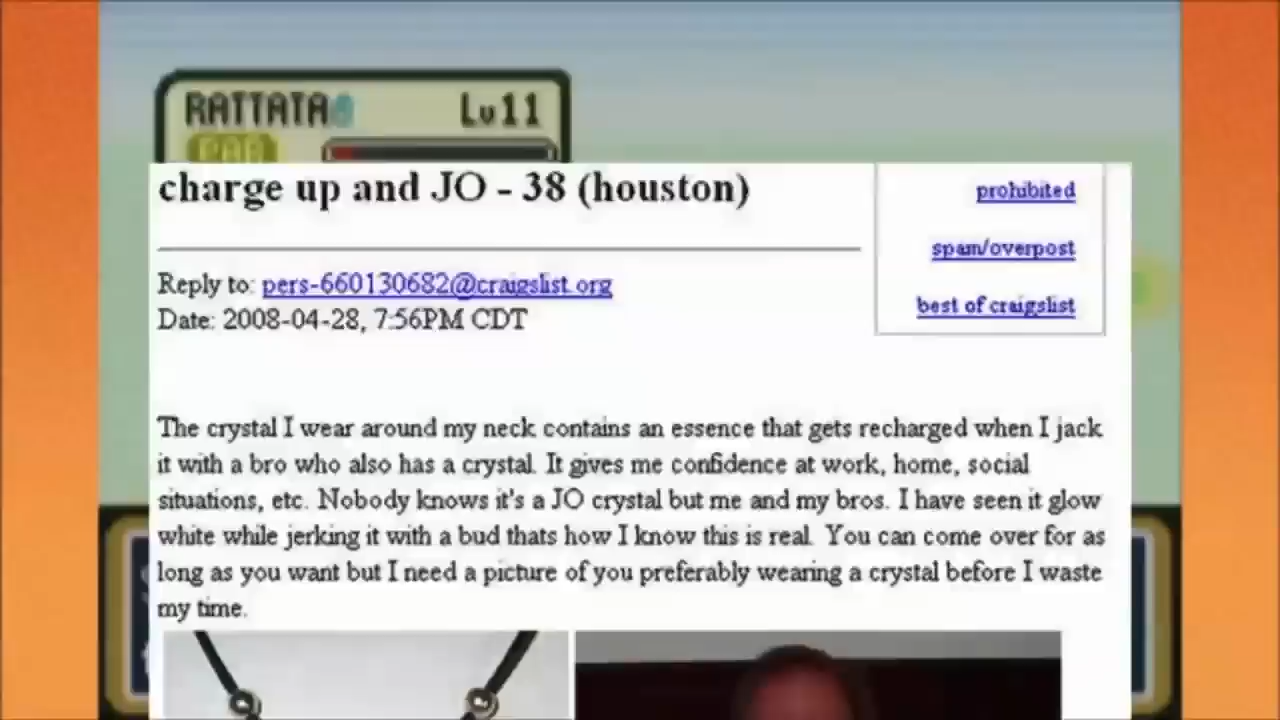 RATTATA Lv11
PAR
charge up and JO - 38 (houston)
prohibited
Reply to: pers-660130682@craigslist.org
spam/overpost
Date: 2008-04-28, 7:56PM CDT
best of craigslist
The crystal I wear around my neck contains an essence that gets recharged when I jack
it with a bro who also has a crystal. It gives me confidence at work, home, social
situations, etc. Nobody knows it's a JO crystal but me and my bros. I have seen it glow
white while jerking it with a bud thats how I know this is real. You can come over for as
long as you want but I need a picture of you preferably wearing a crystal before I waste
my time.